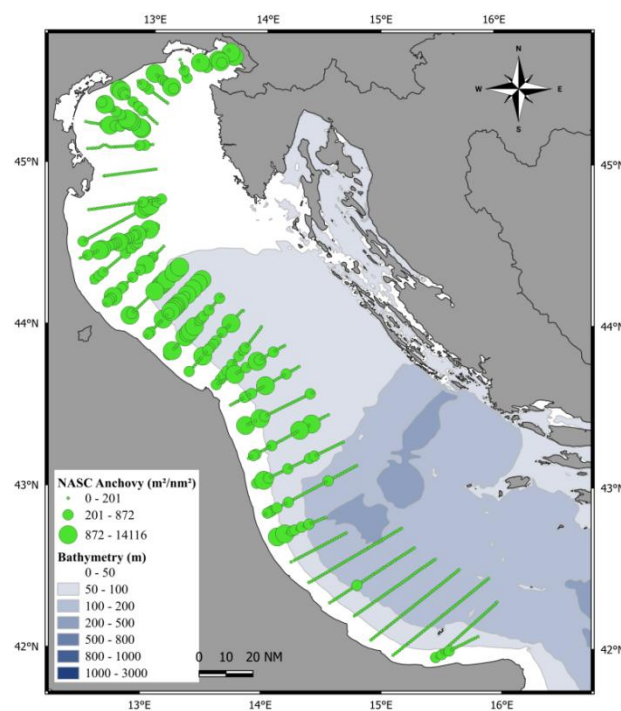 13°E 14°E 15°E 16°E
N
W E
S
45°N 45°N
44°N 44°N
43°N 43°N
42°N 42°N
NASC Anchovy (m²/nm²)
0 - 201
201 - 872
872 - 14116
Bathymetry (m)
0 - 50
50 - 100
100 - 200
200 - 500
500 - 800
800 - 1000
1000 - 3000
0 10 20 NM
13°E 14°E 15°E 16°E